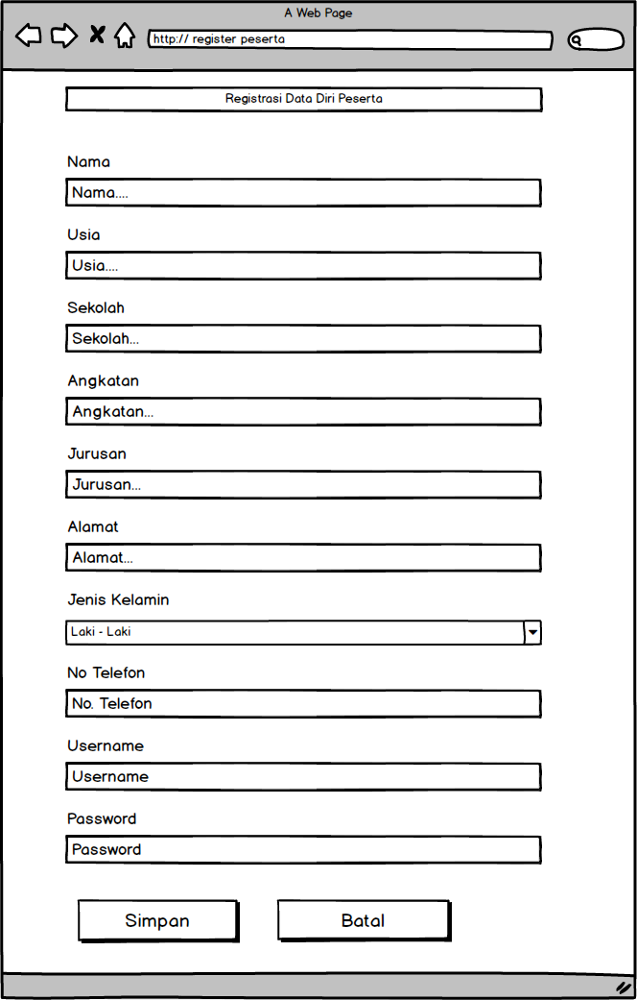 A Web Page
http:// register peserta
Registrasi Data Diri Peserta
Nama
Nama....
Usia
Usia....
Sekolah
Sekolah...
Angkatan
Angkatan...
Jurusan
Jurusan...
Alamat
Alamat...
Jenis Kelamin
Laki - Laki
No Telefon
No. Telefon
Username
Username
Password
Password
Simpan
Batal